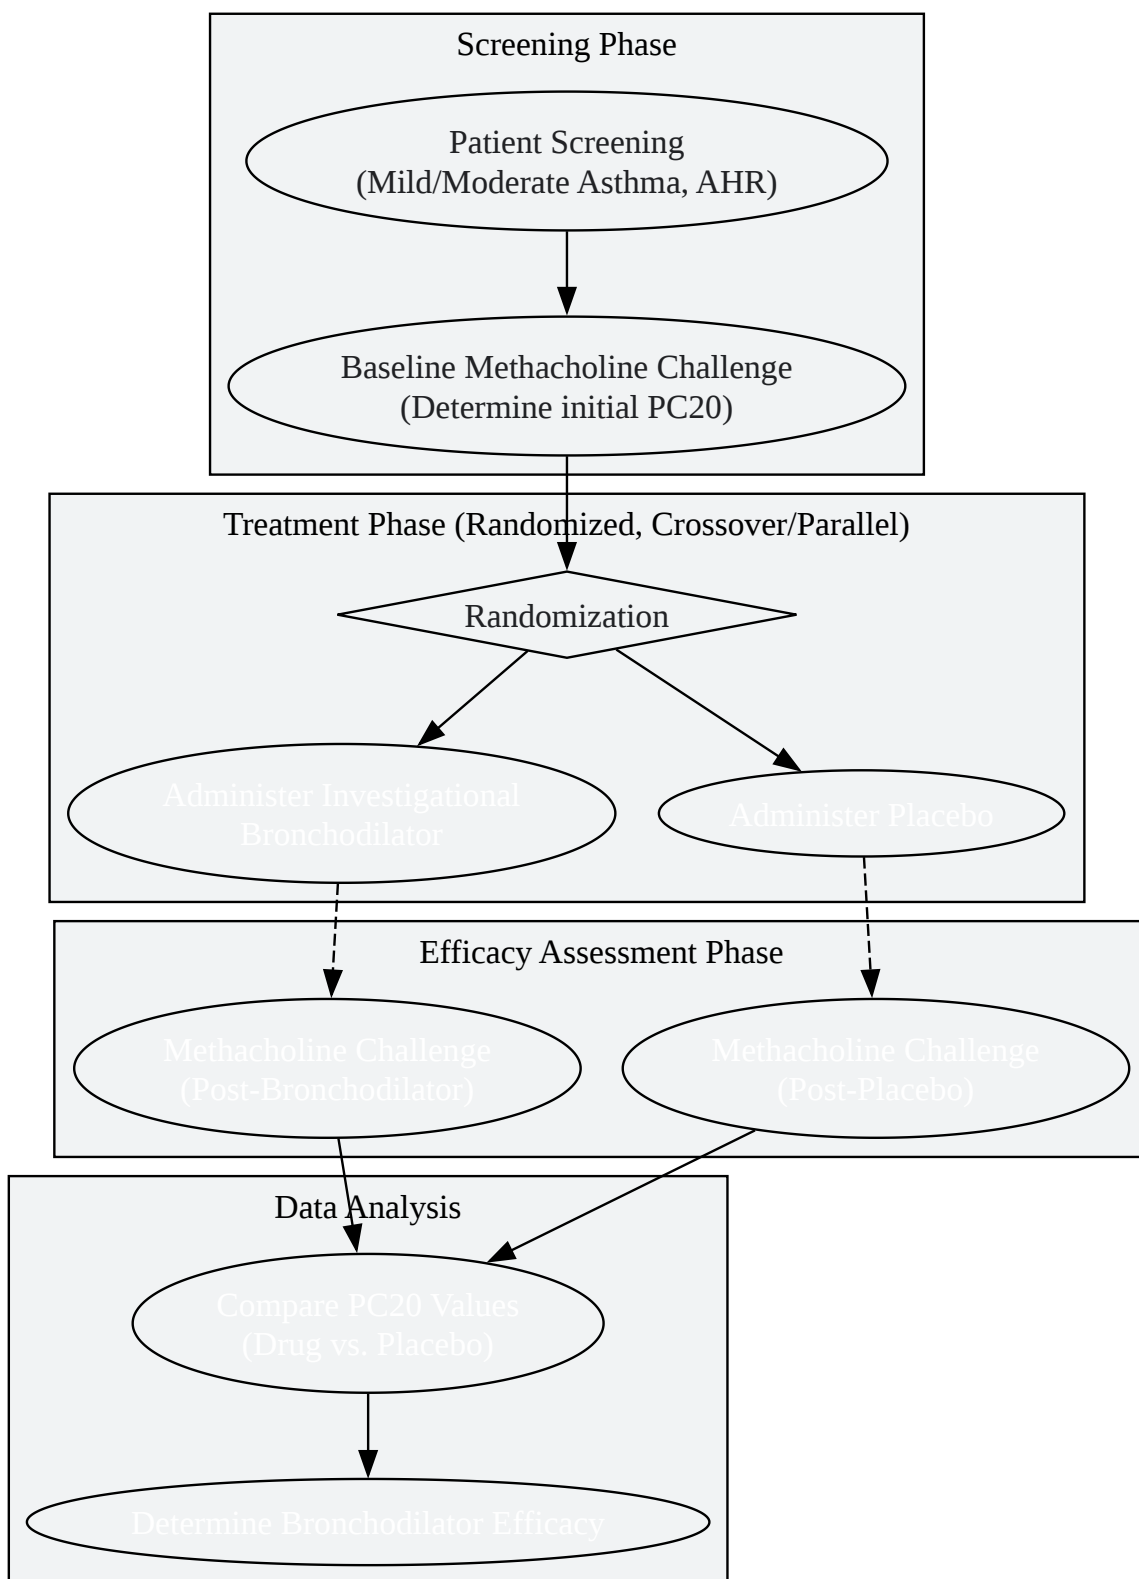 Screening Phase
Patient Screening
(Mild/Moderate Asthma, AHR)
Baseline Methacholine Challenge
(Determine initial PC20)
Treatment Phase (Randomized, Crossover/Parallel)
Randomization
Administer Investigational
Bronchodilator
Administer Placebo
Efficacy Assessment Phase
Methacholine Challenge
(Post-Bronchodilator)
Methacholine Challenge
(Post-Placebo)
Data Analysis
Compare PC20 Values
(Drug vs. Placebo)
Determine Bronchodilator Efficacy